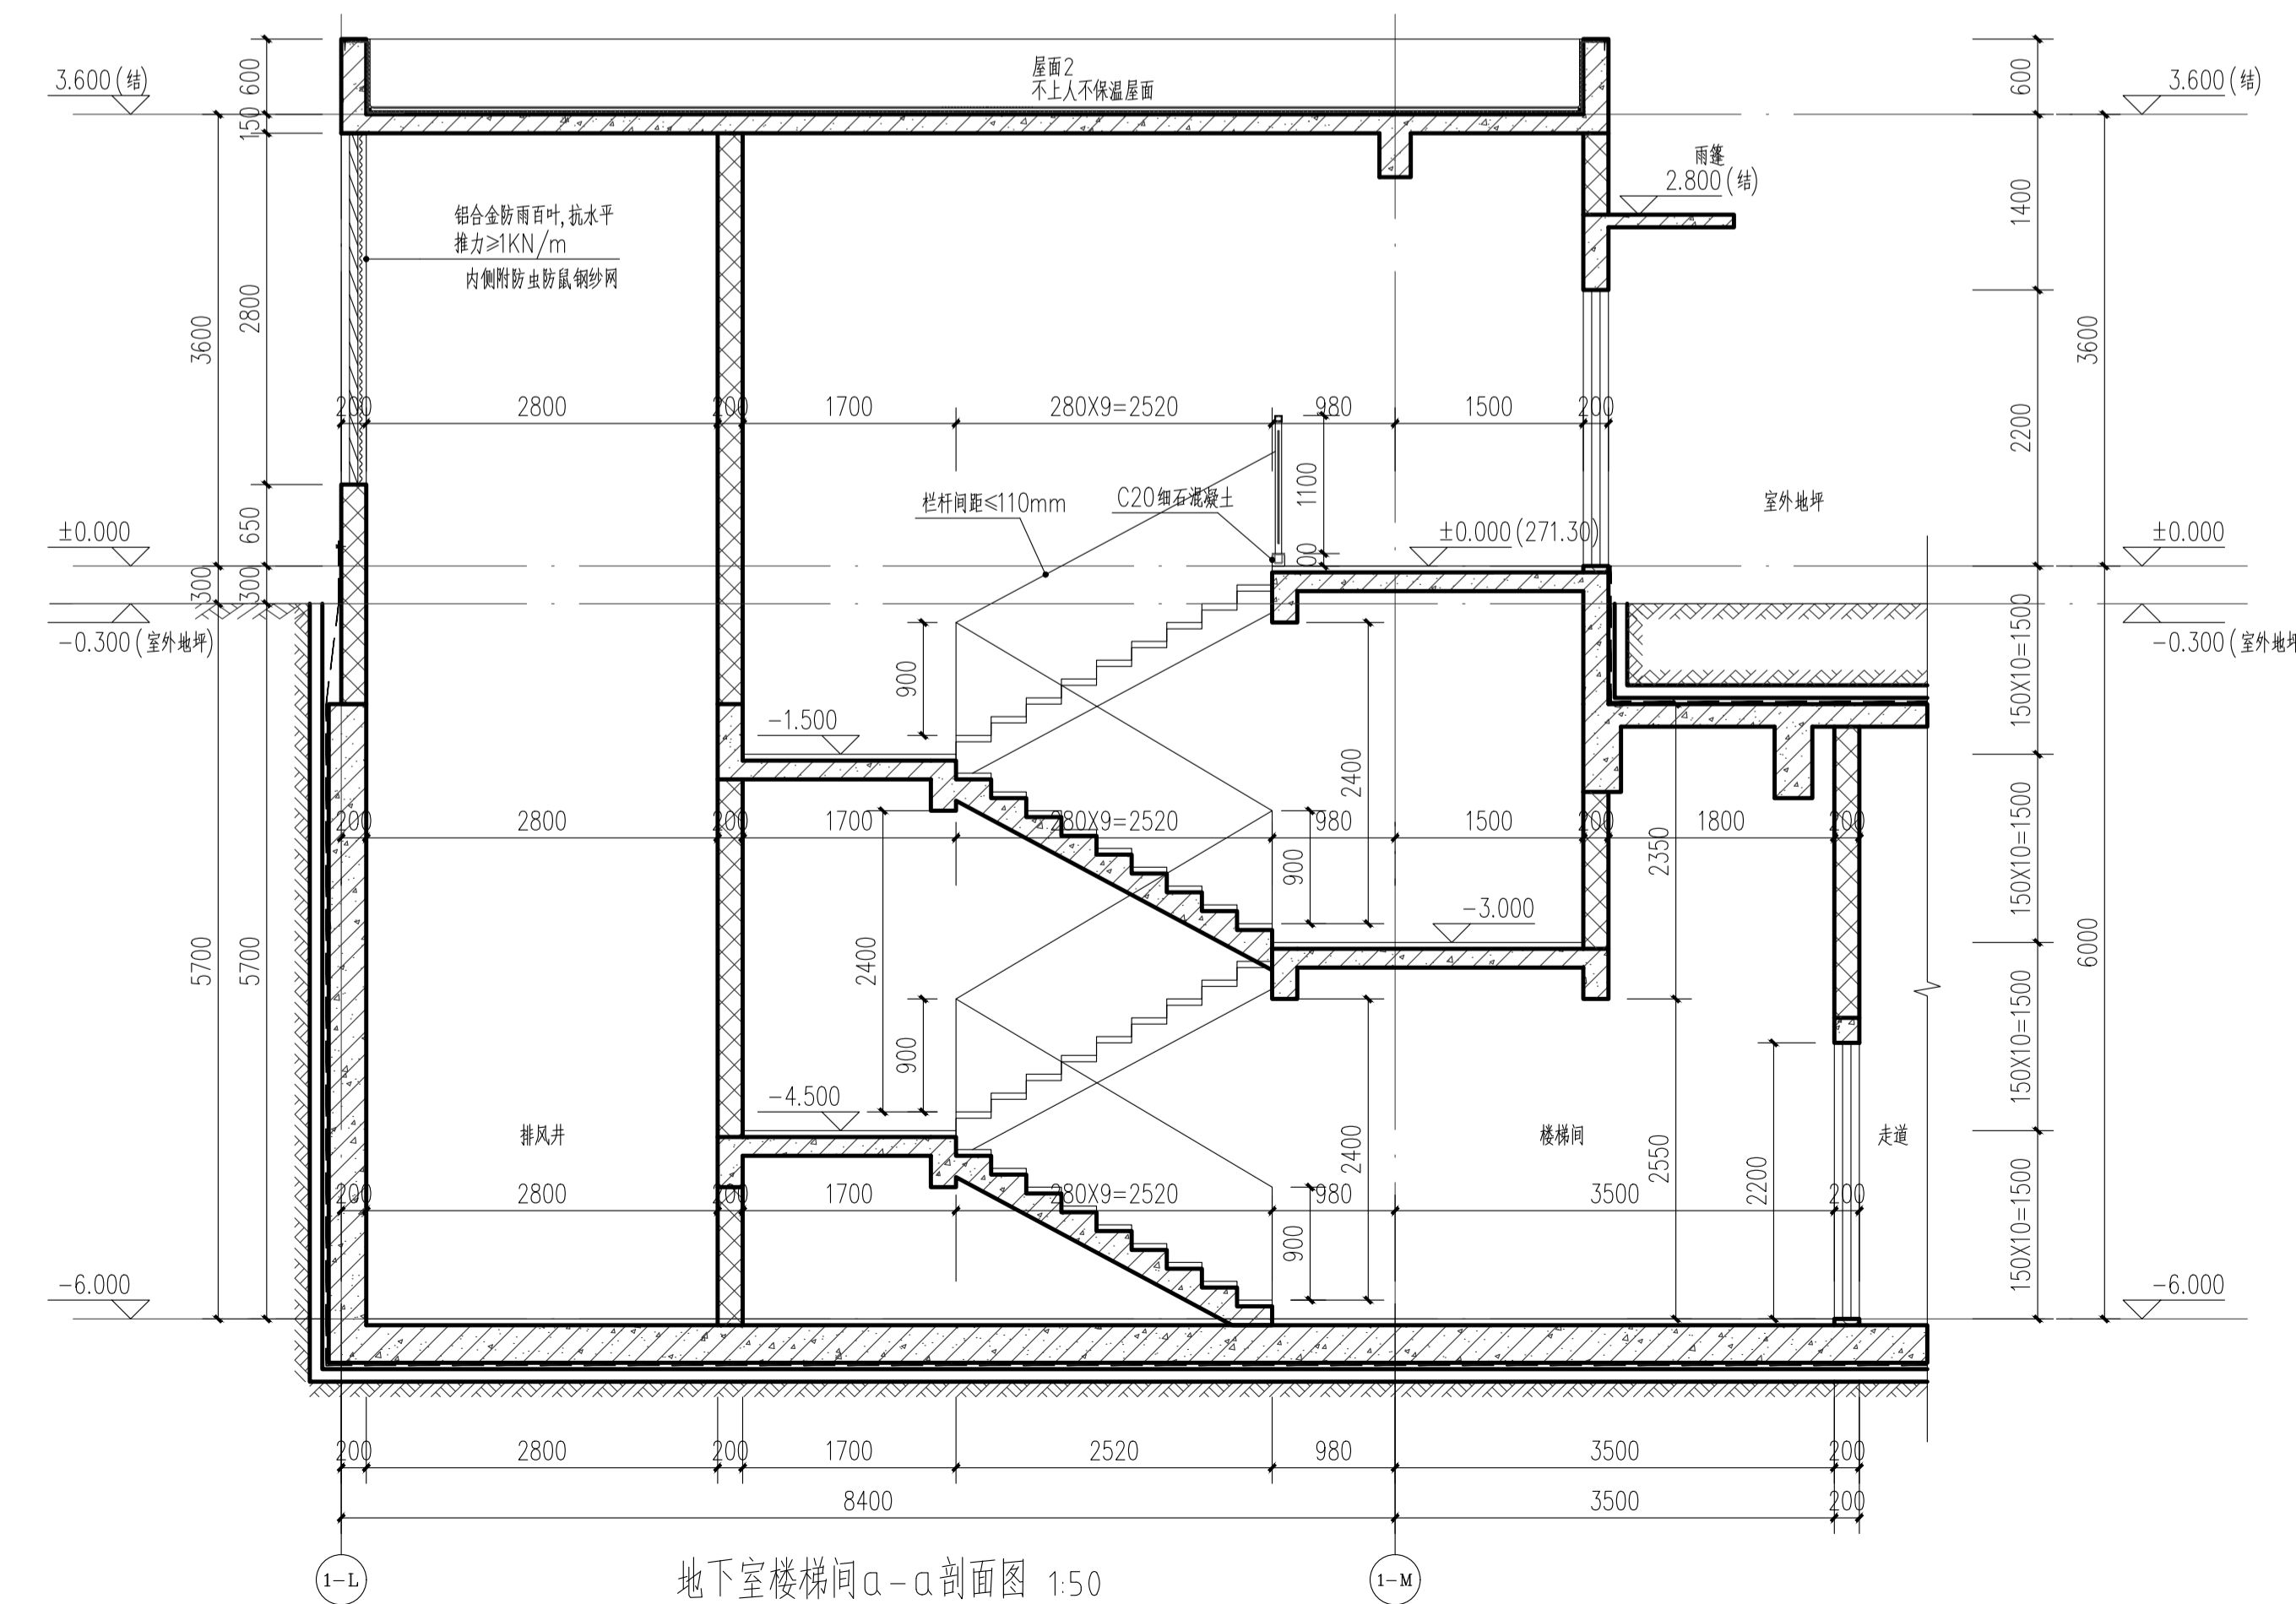 屋面2
不上人不保温屋面
3.600(结)
600
150
600
3.600(结)
雨篷
2.800(结)
1400
铝合金防雨百叶,抗水平
推力≥1KN/m
内侧附防虫防鼠钢纱网
3600
2800
3600
2200
200
2800
200
1700
280X9=2520
980
1500
200
栏杆间距≤110mm
C20细石混凝土
1100
室外地坪
±0.000
650
±0.000(271.30)
±0.000
300
300
-0.300(室外地坪)
-0.300(室外地坪
150X10=1500
900
-1.500
2400
200
2800
200
1700
280X9=2520
980
1500
200
1800
200
2350
900
150X10=1500
-3.000
5700
5700
2400
6000
900
150X10=1500
-4.500
排风井
楼梯间
走道
2400
2550
2200
200
2800
200
1700
280X9=2520
980
3500
200
900
150X10=1500
-6.000
-6.000
200
2800
200
1700
2520
980
3500
200
8400
3500
200
1-L
地下室楼梯间a-a剖面图 1:50
1-M